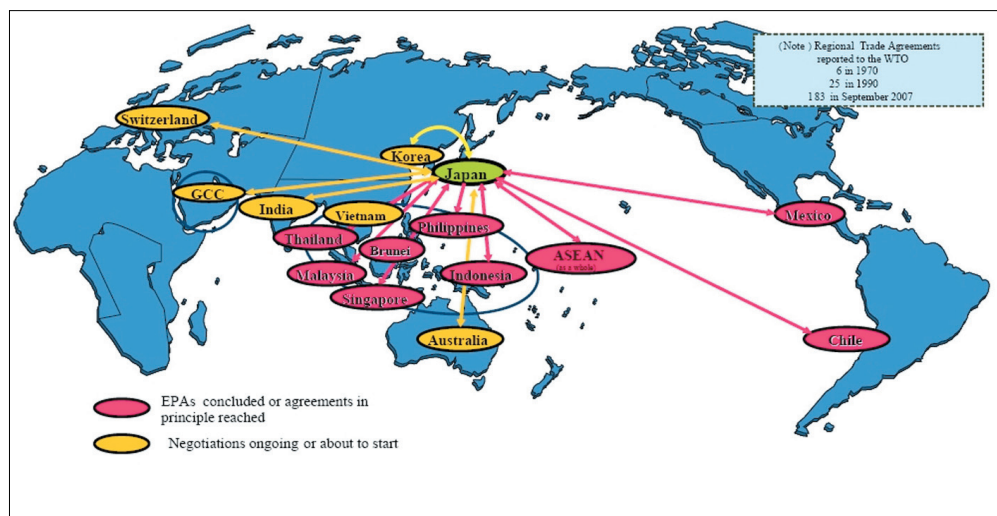 (Note ) Regional Trade Agreements
reported to the WTO
6 in 1970
25 in 1990
183 in September 2007
Switzerland
Korea
Japan
GCC
India
Vietnam
Mexico
Philippines
Thailand
Brunei
ASEAN
(as a whole)
Malaysia
Indonesia
Singapore
Australia
Chile
EPAs concluded or agreements in
principle reached
Negotiations ongoing or about to start